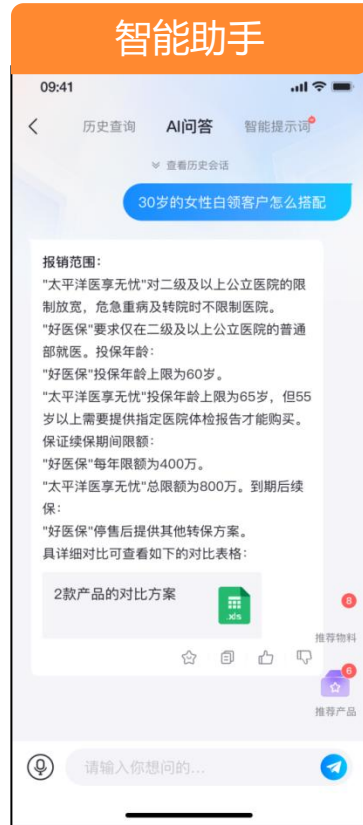 智能助手
09:41
历史查询 AI问答 智能提示词
查看历史会话
30岁的女性白领客户怎么搭配
报销范围：
"太平洋医享无忧"对二级及以上公立医院的限
制放宽，危急重病及转院时不限制医院。
"好医保"要求仅在二级及以上公立医院的普通
部就医。投保年龄：
"好医保"投保年龄上限为60岁。
"太平洋医享无忧"投保年龄上限为65岁，但55
岁以上需要提供指定医院体检报告才能购买。
保证续保期间限额：
"好医保"每年限额为400万。
"太平洋医享无忧"总限额为800万。到期后续
保：
"好医保"停售后提供其他转保方案。
具详细对比可查看如下的对比表格：
2款产品的对比方案
.xls
8
推荐物料
6
推荐产品
请输入你想问的...